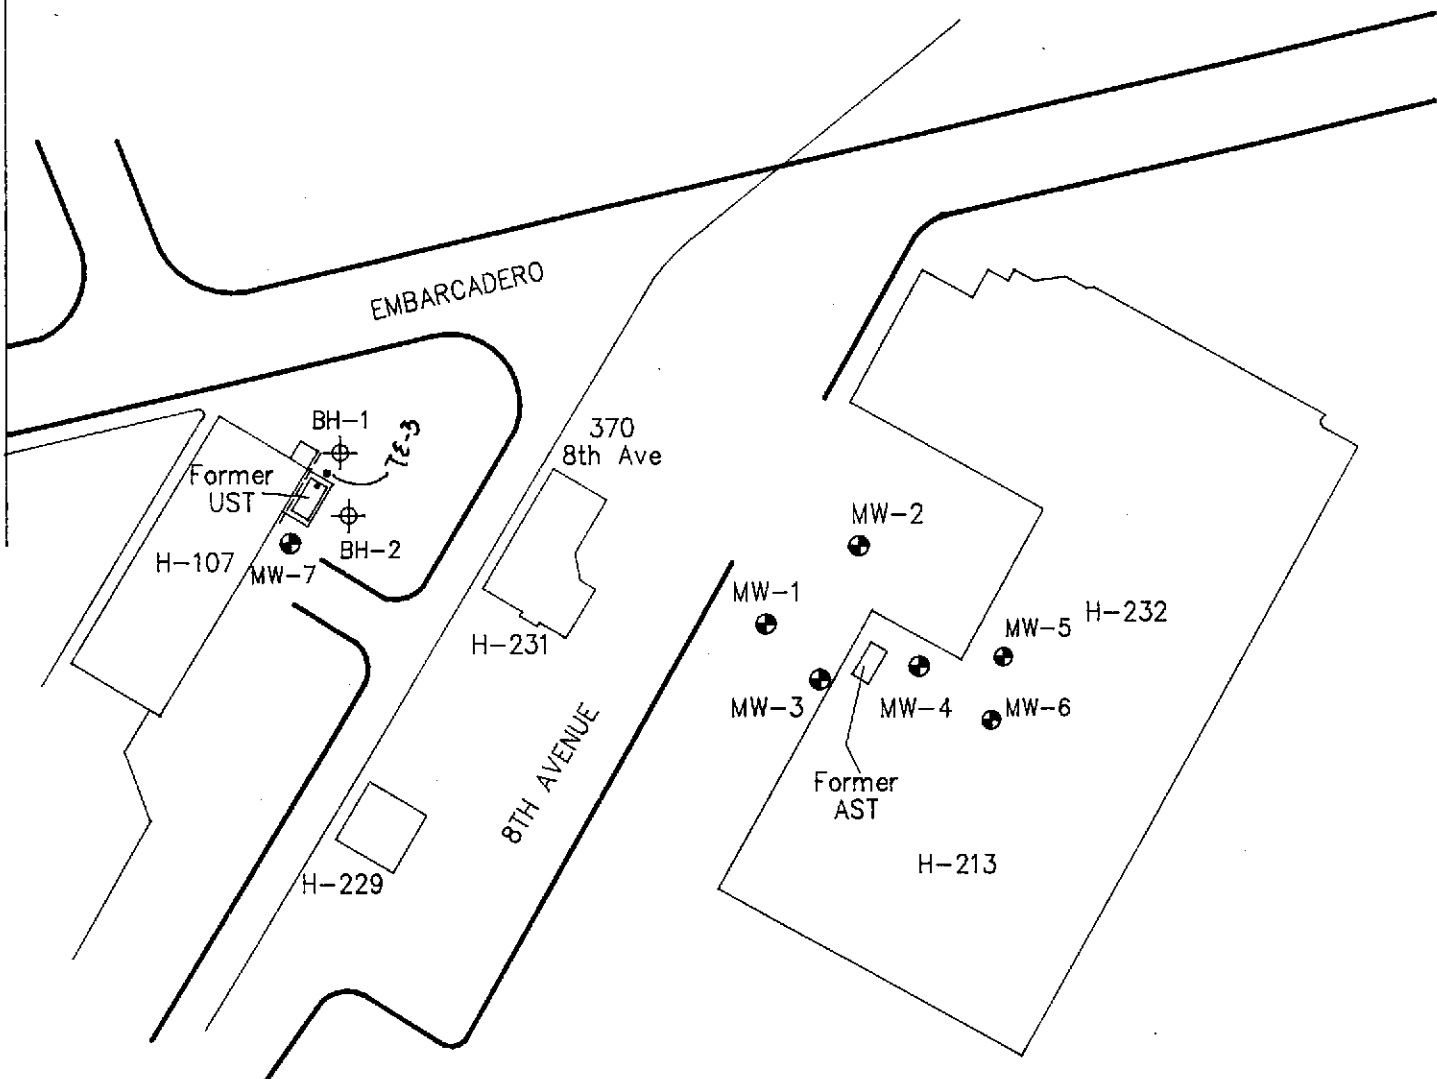 EMBARCADERO
BH-1
TE-3
370
8th Ave
Former
UST
MW-2
BH-2
H-107
MW-7
MW-1
H-232
MW-5
H-231
MW-3
MW-4
MW-6
8TH AVENUE
Former
AST
H-213
H-229